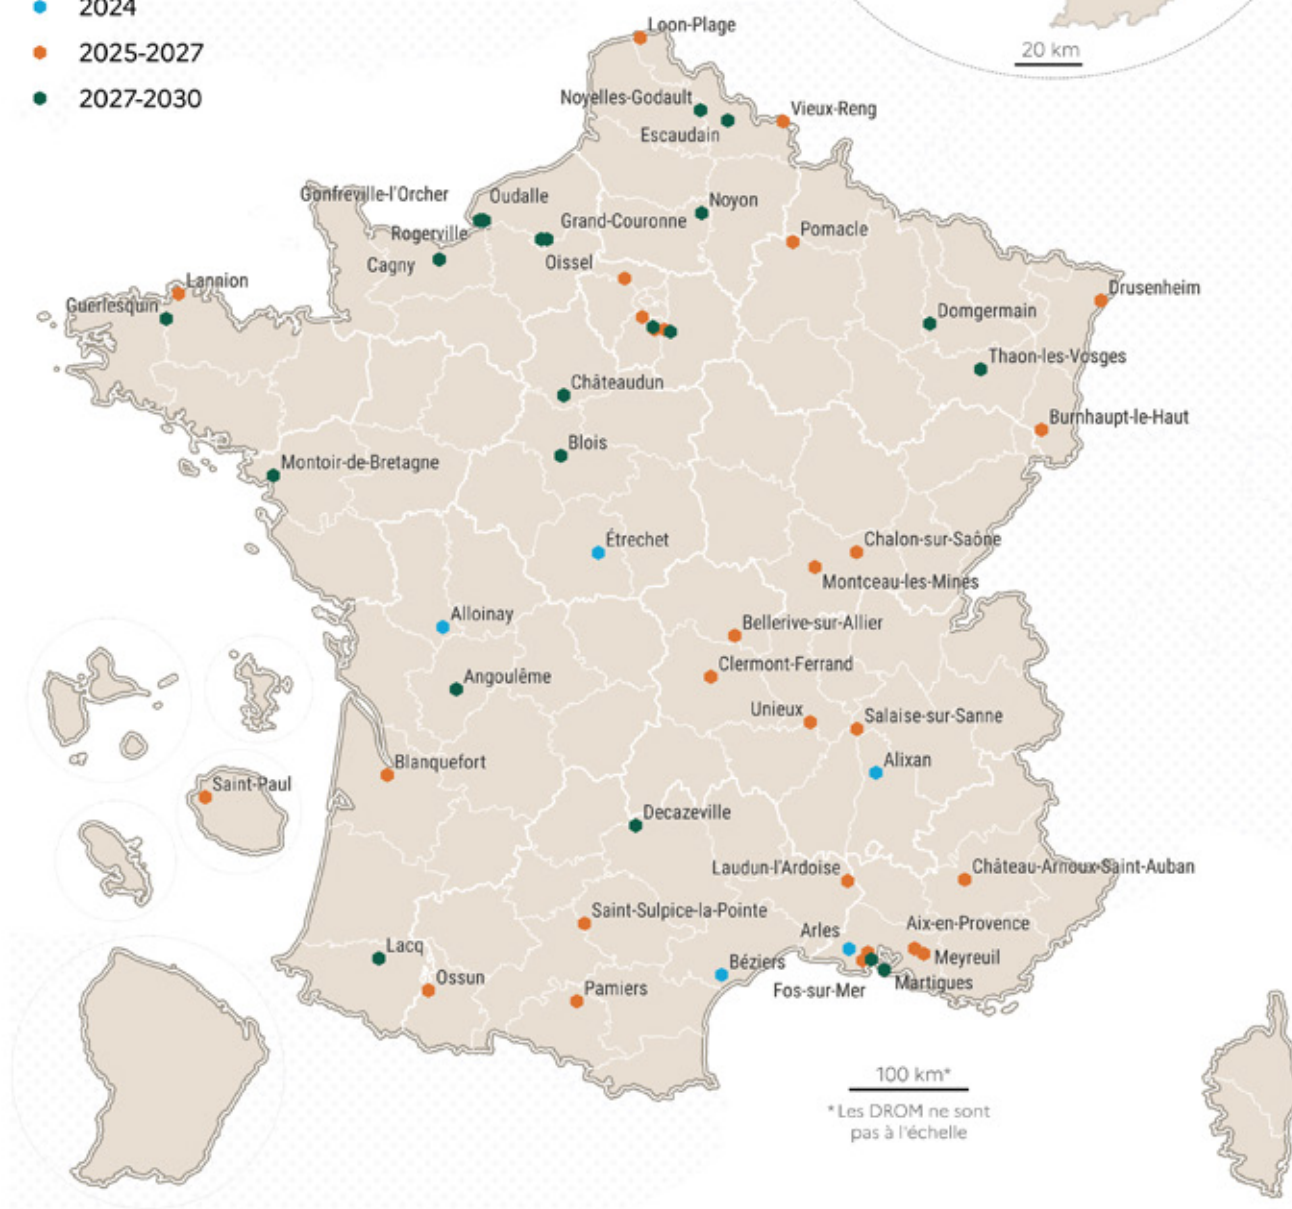 2024
2025-2027
2027-2030
20 km
Loon-Plage
Noyelles-Godault
Vieux-Reng
Escaudain
Gonfreville-l'Orcher
Oudalle
Noyon
Grand-Couronne
Rogerville
Pomacle
Cagny
Oissel
Lannion
Drusenheim
Guerlesquin
Domgermain
Thaon-les-Vosges
Châteaudun
Burnhaupt-le-Haut
Blois
Montoir-de-Bretagne
Étrechet
Chalon-sur-Saône
Montceau-les-Mines
Alloinay
Bellerive-sur-Allier
Clermont-Ferrand
Angoulême
Unieux
Salaise-sur-Sanne
Blanquefort
Alixan
Saint-Paul
Decazeville
Laudun-l'Ardoise
Château-Arnoux-Saint-Auban
Saint-Sulpice-la-Pointe
Aix-en-Provence
Arles
Lacq
Meyreuil
Béziers
Ossun
Martigues
Pamiers
Fos-sur-Mer
100 km*
*Les DROM ne sont
pas à l'échelle